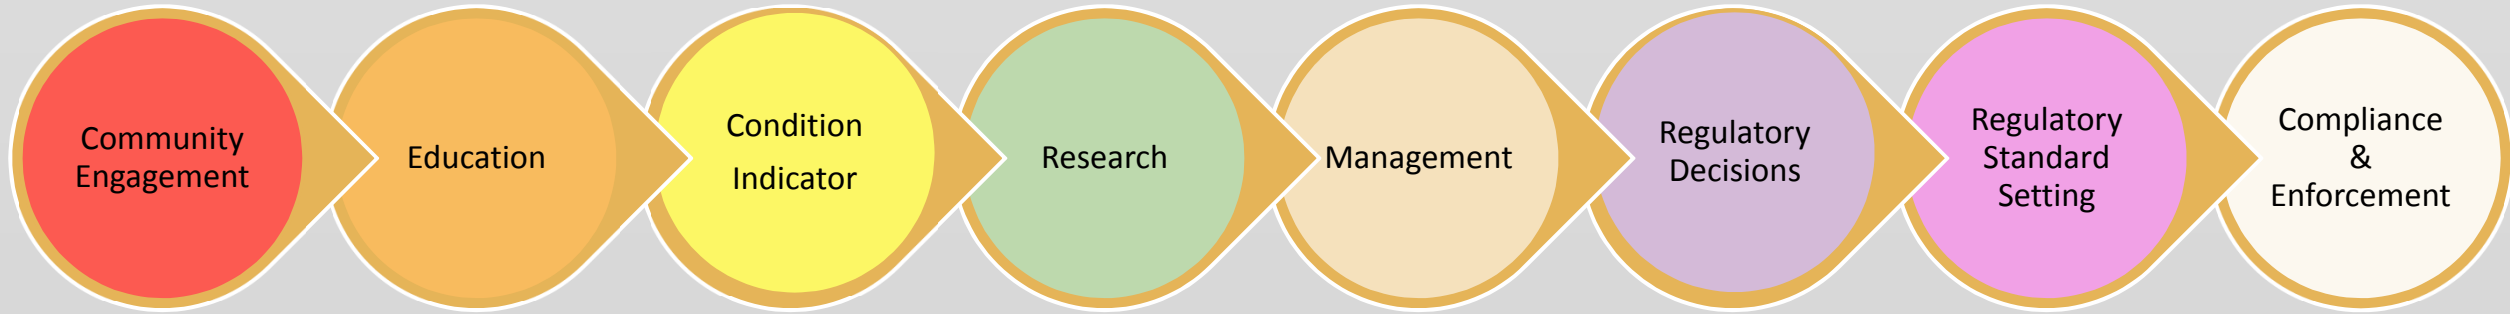 Community
Engagement
Education
Condition
Indicator
Research
Management
Regulatory
Decisions
Regulatory
Standard
Setting
Compliance
&
Enforcement